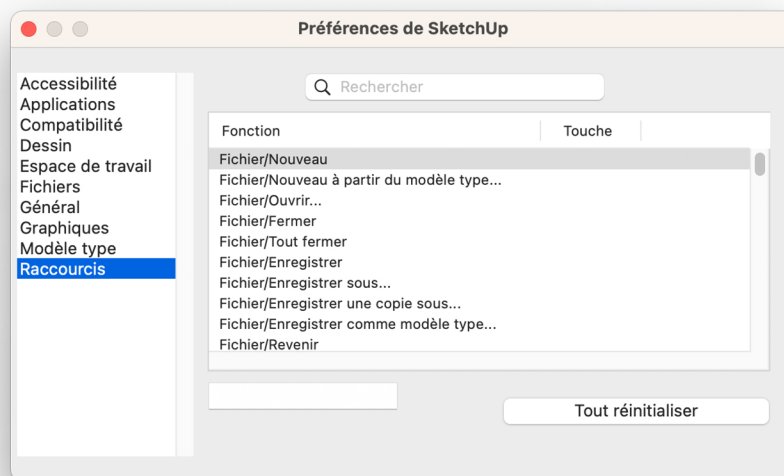 Préférences de SketchUp
Accessibilité
Applications
Compatibilité
Dessin
Espace de travail
Fichiers
Général
Graphiques
Modèle type
Raccourcis
Rechercher
Fonction Touche
Fichier/Nouveau
Fichier/Nouveau à partir du modèle type...
Fichier/Ouvrir...
Fichier/Fermer
Fichier/Tout fermer
Fichier/Enregistrer
Fichier/Enregistrer sous...
Fichier/Enregistrer une copie sous...
Fichier/Enregistrer comme modèle type...
Fichier/Revenir
Tout réinitialiser